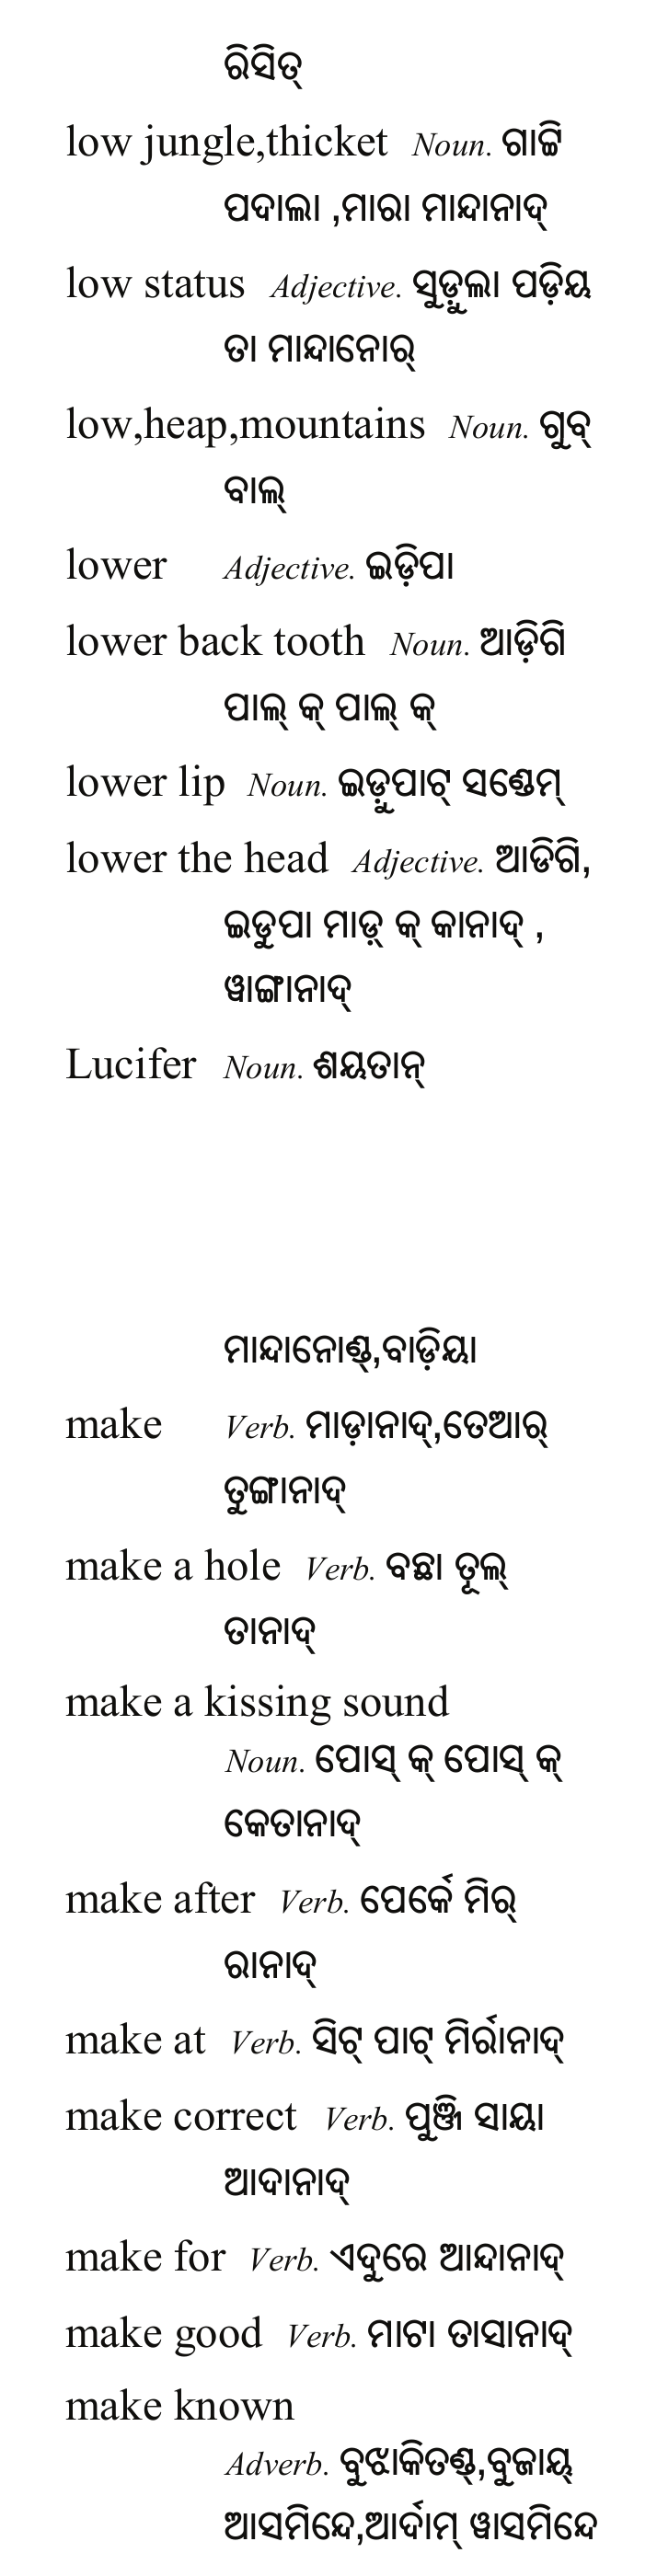 ରିସିତ୍
low jungle,thicket Noun. ଗାଟ୍ଟି
ପଦାଲା ,ମାରା ମାନ୍ଦାନାଦ୍
low status Adjective. ସୁଡ଼ୁଲା ପଡ଼ିୟ
ତା ମାନ୍ଦାନୋର୍
low,heap,mountains Noun. ଗୁବ୍
ବାଲ୍
lower Adjective. ଇଡ଼ିପା
lower back tooth Noun. ଆଡ଼ିଗି
ପାଲ୍ କ୍ ପାଲ୍ କ୍
lower lip Noun. ଇଡ଼ୁପାଟ୍ ସଣ୍ଡେମ୍
lower the head Adjective. ଆଡିଗି,
ଇଡୁପା ମାଡ଼୍ କ୍ କାନାଦ୍ ,
ୱାଙ୍ଗାନାଦ୍
Lucifer Noun. ଶୟତାନ୍
ମାନ୍ଦାନୋଣ୍ଡ୍,ବାଡ଼ିୟା
make Verb. ମାଡ଼ାନାଦ୍,ତେଆର୍
ତୁଙ୍ଗାନାଦ୍
make a hole Verb. ବଛା ତୂଲ୍
ତାନାଦ୍
make a kissing sound
Noun. ପୋସ୍ କ୍ ପୋସ୍ କ୍
କେତାନାଦ୍
make after Verb. ପେର୍କେ ମିର୍
ରାନାଦ୍
make at Verb. ସିଟ୍ ପାଟ୍ ମିର୍ରାନାଦ୍
make correct Verb. ପୁଞ୍ଜି ସାୟା
ଆଦାନାଦ୍
make for Verb. ଏଦୁରେ ଆନ୍ଦାନାଦ୍
make good Verb. ମାଟା ତାସାନାଦ୍
make known
Adverb. ବୁଝାକିତଣ୍ଡ୍,ବୁଜାୟ୍
ଆସମିନ୍ଦେ,ଆର୍ଦାମ୍ ୱାସମିନ୍ଦେ